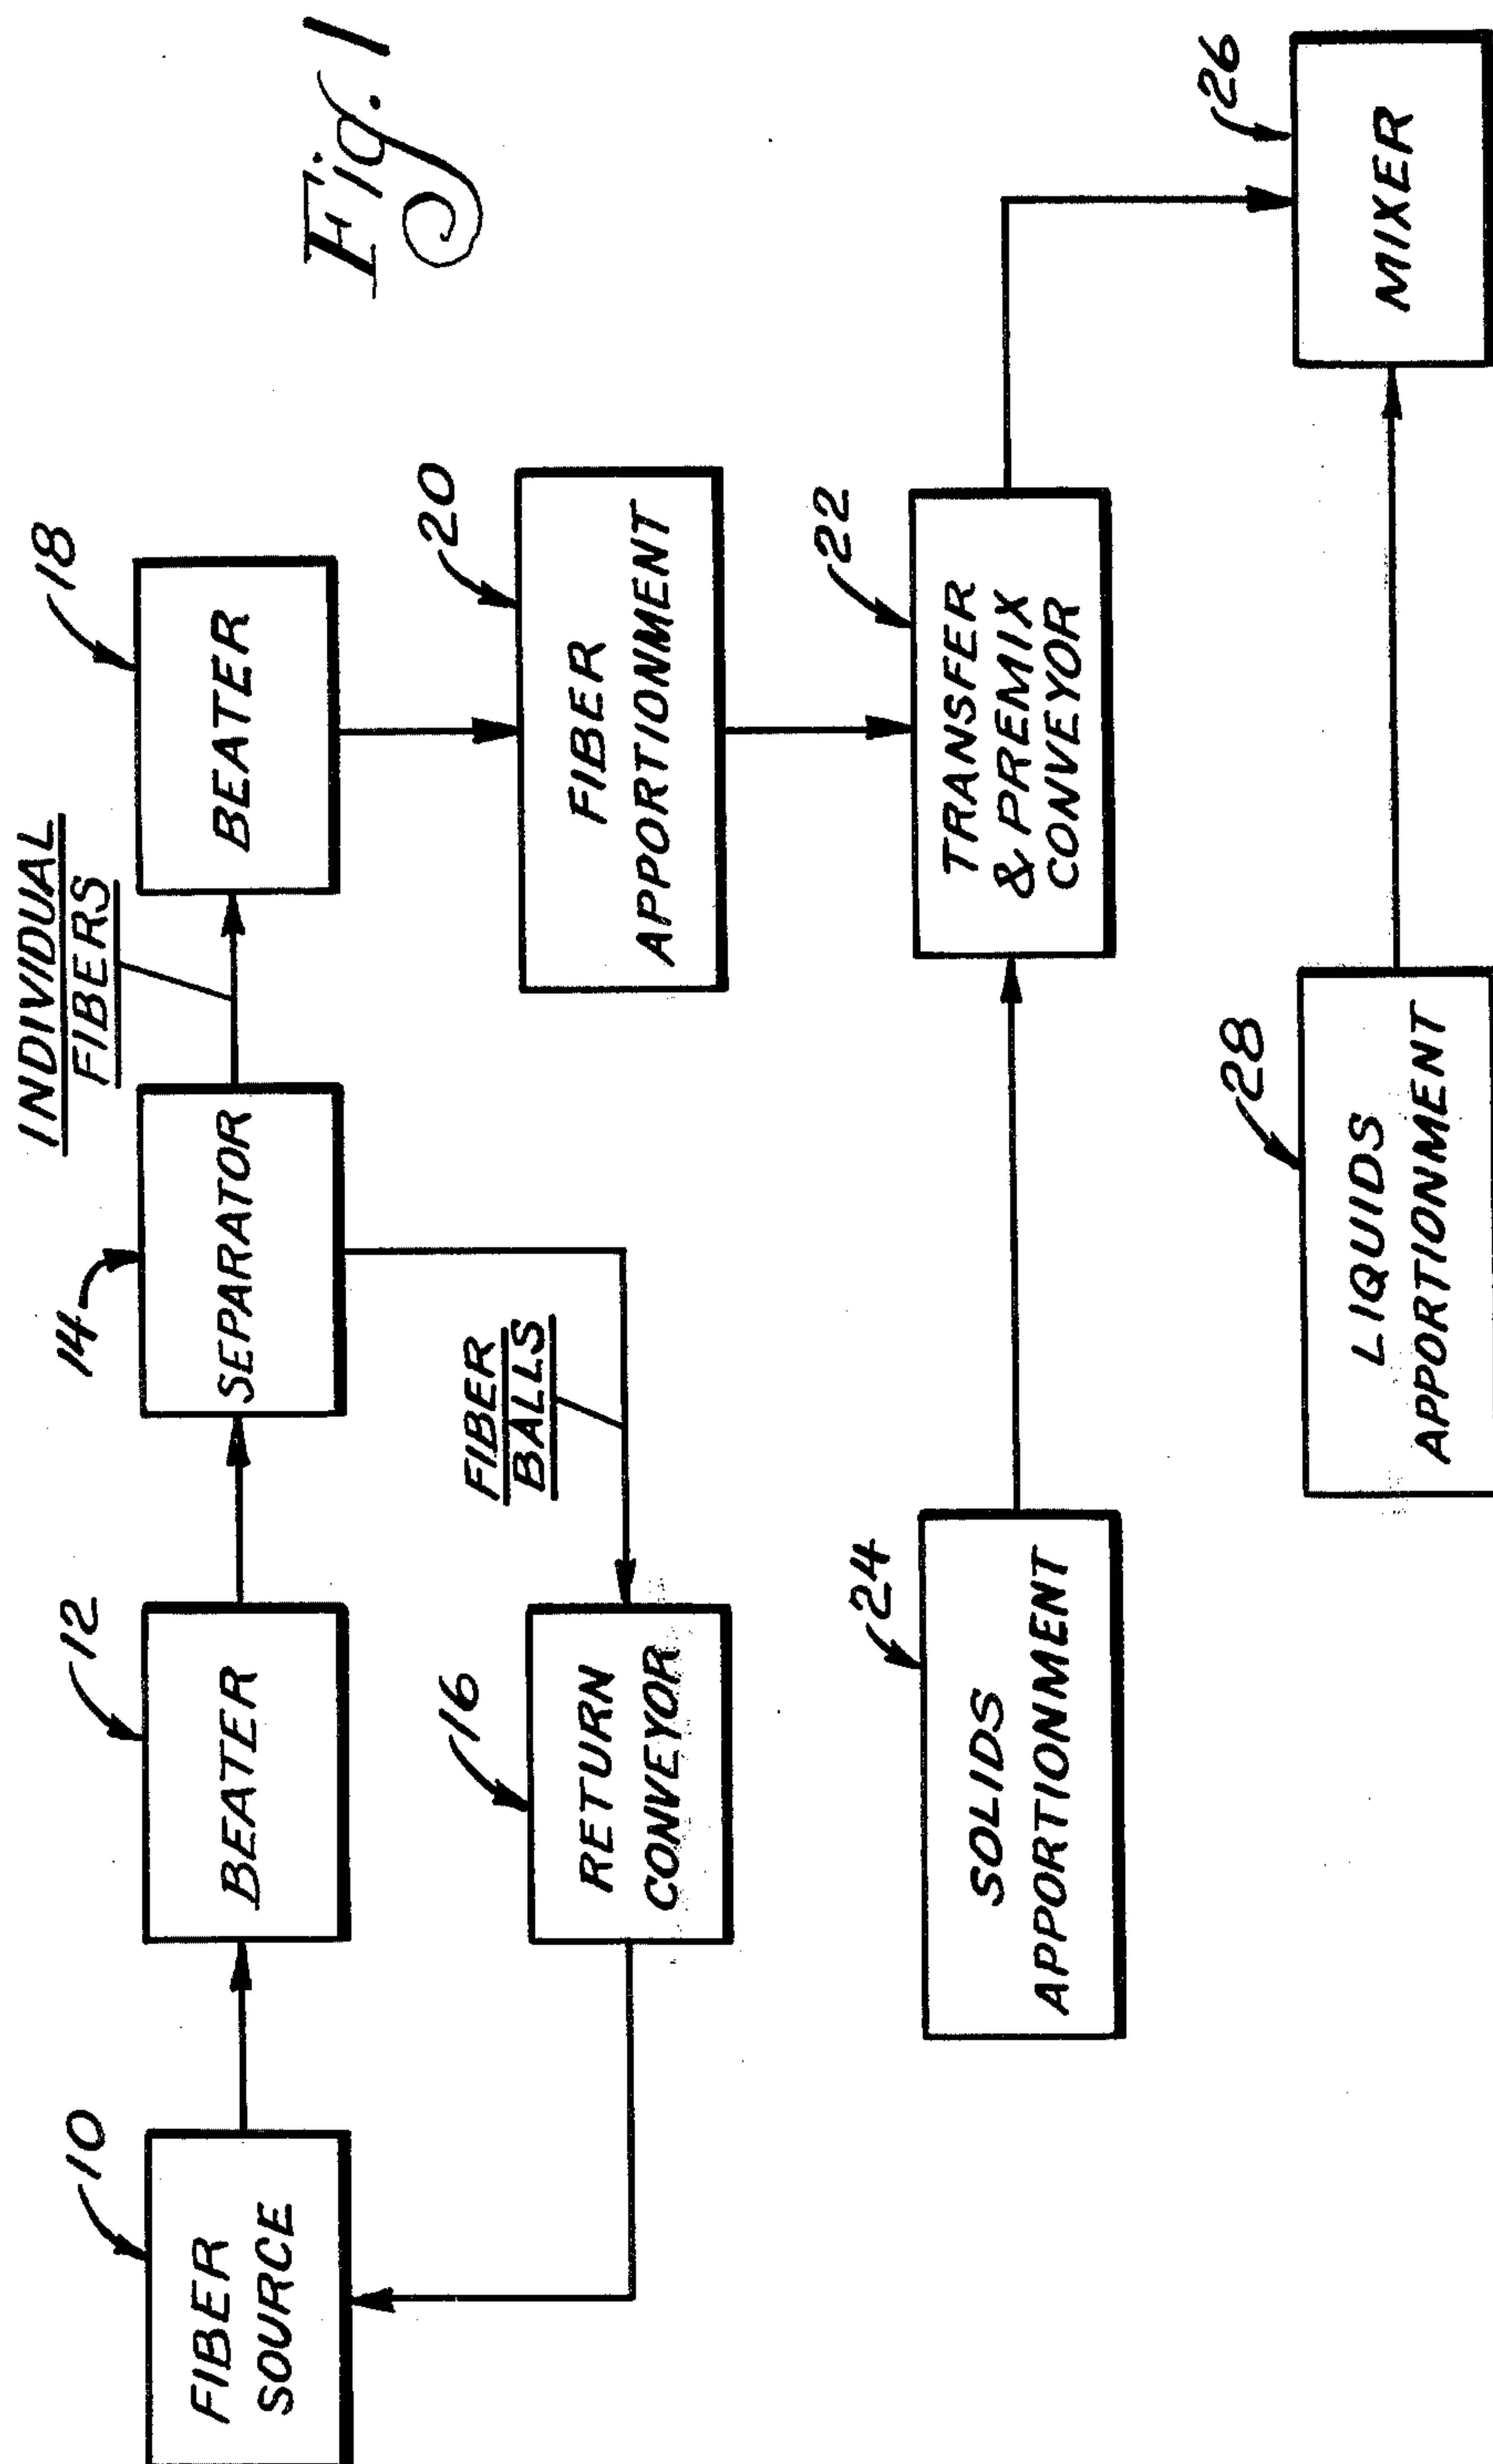 Fig. 1
10
FIBER
SOURCE
12
BEATER
14
SEPARATOR
INDIVIDUAL
FIBERS
18
BEATER
FIBER
BALLS
16
RETURN
CONVEYOR
20
FIBER
APPORTIONMENT
24
SOLIDS
APPORTIONMENT
22
TRANSFER
& PREMIX
CONVEYOR
28
LIQUIDS
APPORTIONMENT
26
MIXER